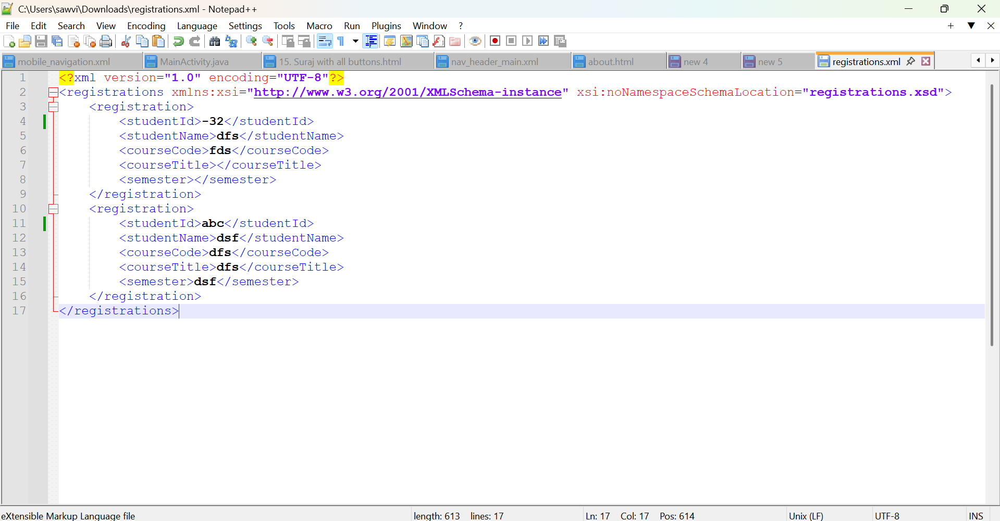 C:\Users\sawvi\Downloads\registrations.xml - Notepad++
File Edit Search View Encoding Language Settings Tools Macro Run Plugins Window ?
mobile_navigation.xml MainActivity.java 15. Suraj with all buttons.html nav_header_main.xml about.html new 4 new 5 registrations.xml
1 <?xml version="1.0" encoding="UTF-8"?>
2 <registrations xmlns:xsi="http://www.w3.org/2001/XMLSchema-instance" xsi:noNamespaceSchemaLocation="registrations.xsd">
3 <registration>
4 <studentId>-32</studentId>
5 <studentName>dfs</studentName>
6 <courseCode>fds</courseCode>
7 <courseTitle></courseTitle>
8 <semester></semester>
9 </registration>
10 <registration>
11 <studentId>abc</studentId>
12 <studentName>dsf</studentName>
13 <courseCode>dfs</courseCode>
14 <courseTitle>dfs</courseTitle>
15 <semester>dsf</semester>
16 </registration>
17 </registrations>
eXtensible Markup Language file length: 613 lines: 17 Ln: 17 Col: 17 Pos: 614 Unix (LF) UTF-8 INS